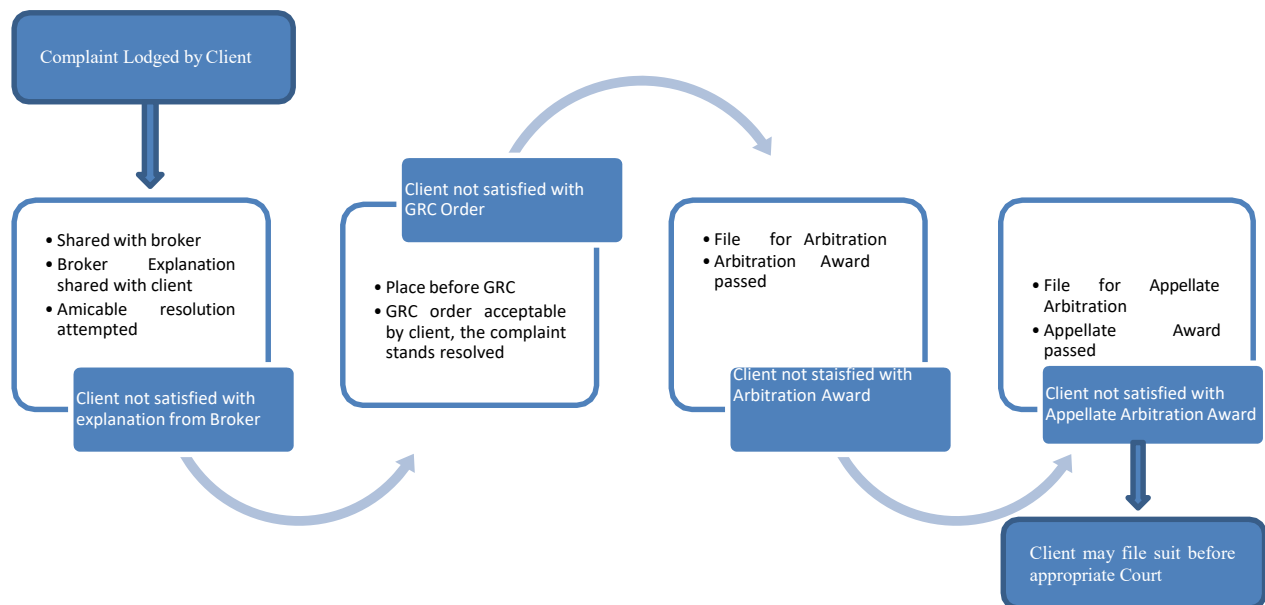 Complaint Lodged by Client
• Shared with broker
• Broker Explanation
shared with client
• Amicable resolution
attempted
Client not satisfied with
explanation from Broker
Client not satisfied with
GRC Order
• Place before GRC
• GRC order acceptable
by client, the complaint
stands resolved
• File for Arbitration
• Arbitration Award
passed
Client not staisfied with
Arbitration Award
• File for Appellate
Arbitration
• Appellate Award
passed
Client not satisfied with
Appellate Arbitration Award
Client may file suit before
appropriate Court